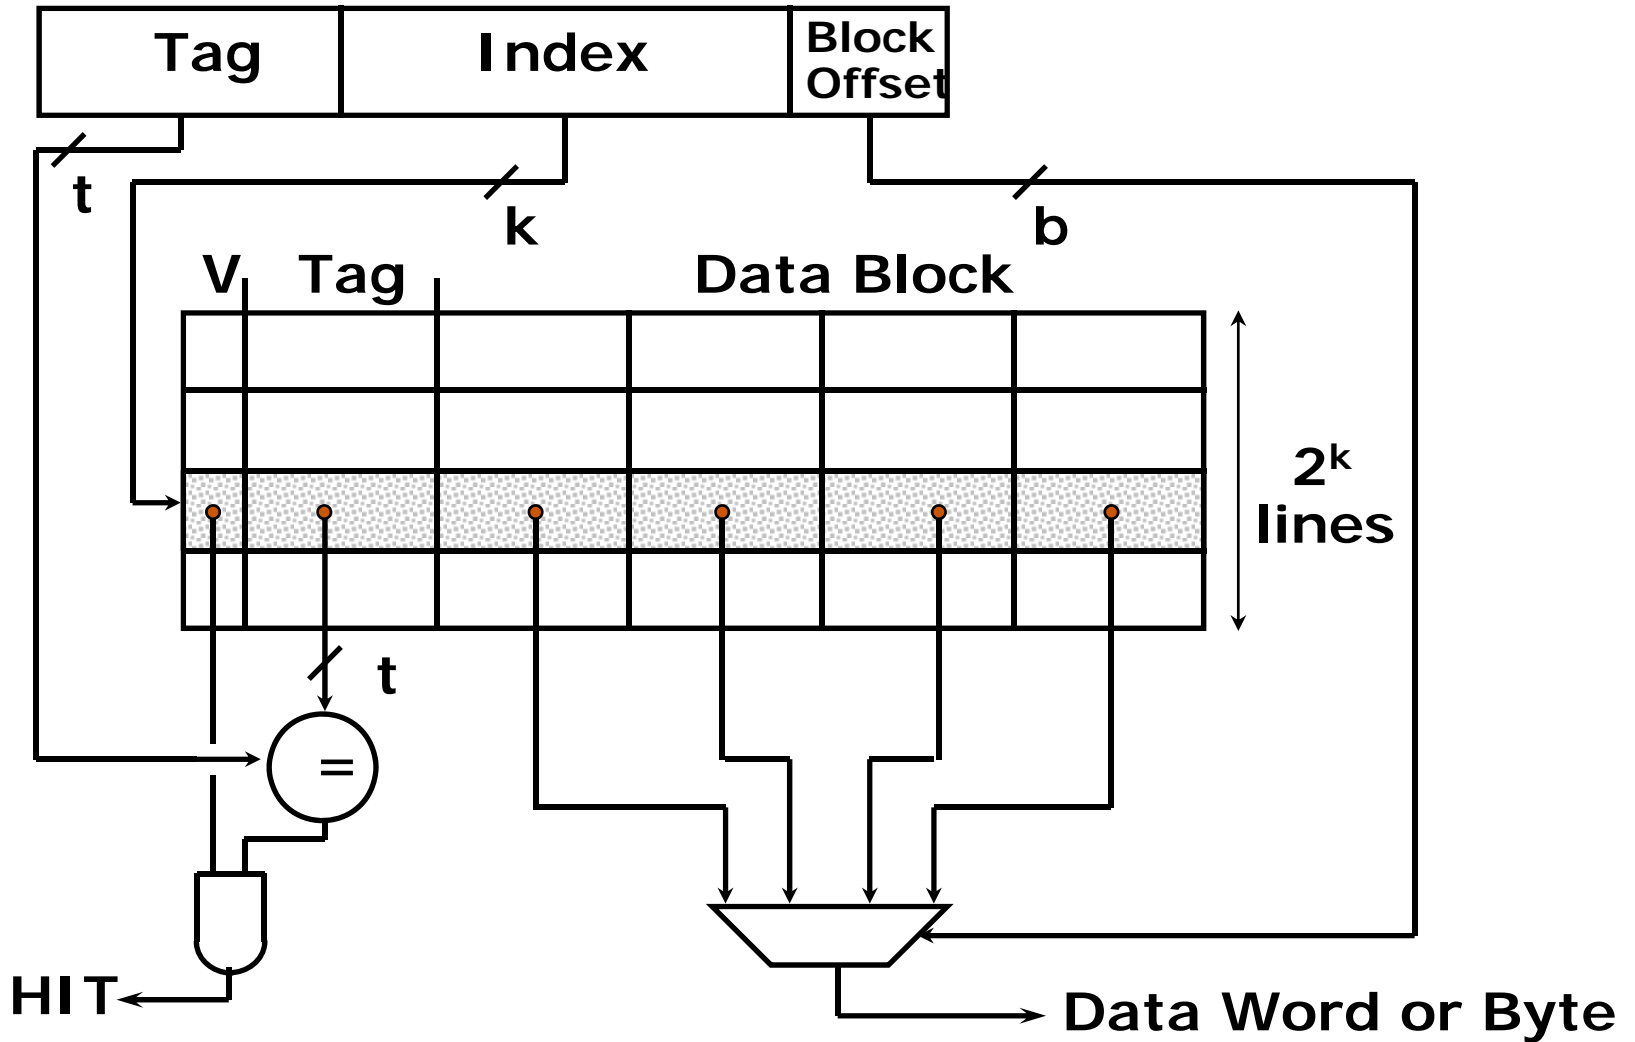 Tag
Index
Block
Offset
t
k
b
V
Tag
Data Block
2ᵏ
lines
t
=
HIT
Data Word or Byte